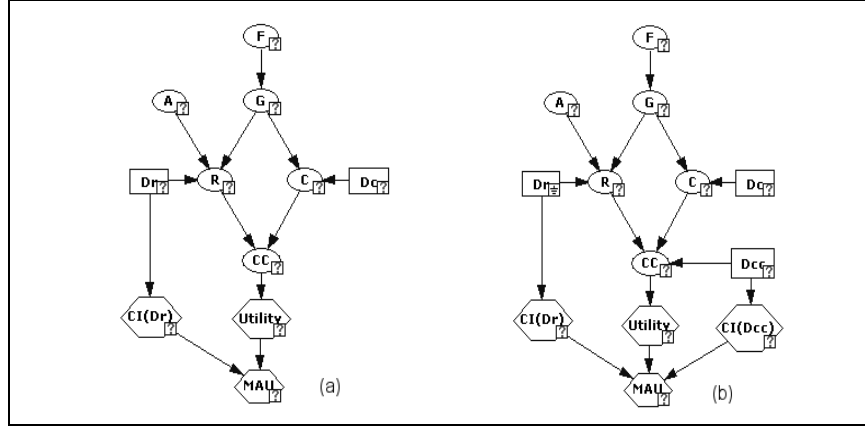 F ?
A ?
G ?
Dr ?
R ?
C ?
Dc ?
CC ?
CI(Dr) ?
Utility ?
MAU ?
(a)
F ?
A ?
G ?
Dr
R ?
C ?
Dc ?
CC ?
Dcc ?
CI(Dr) ?
Utility ?
CI(Dcc) ?
MAU ?
(b)